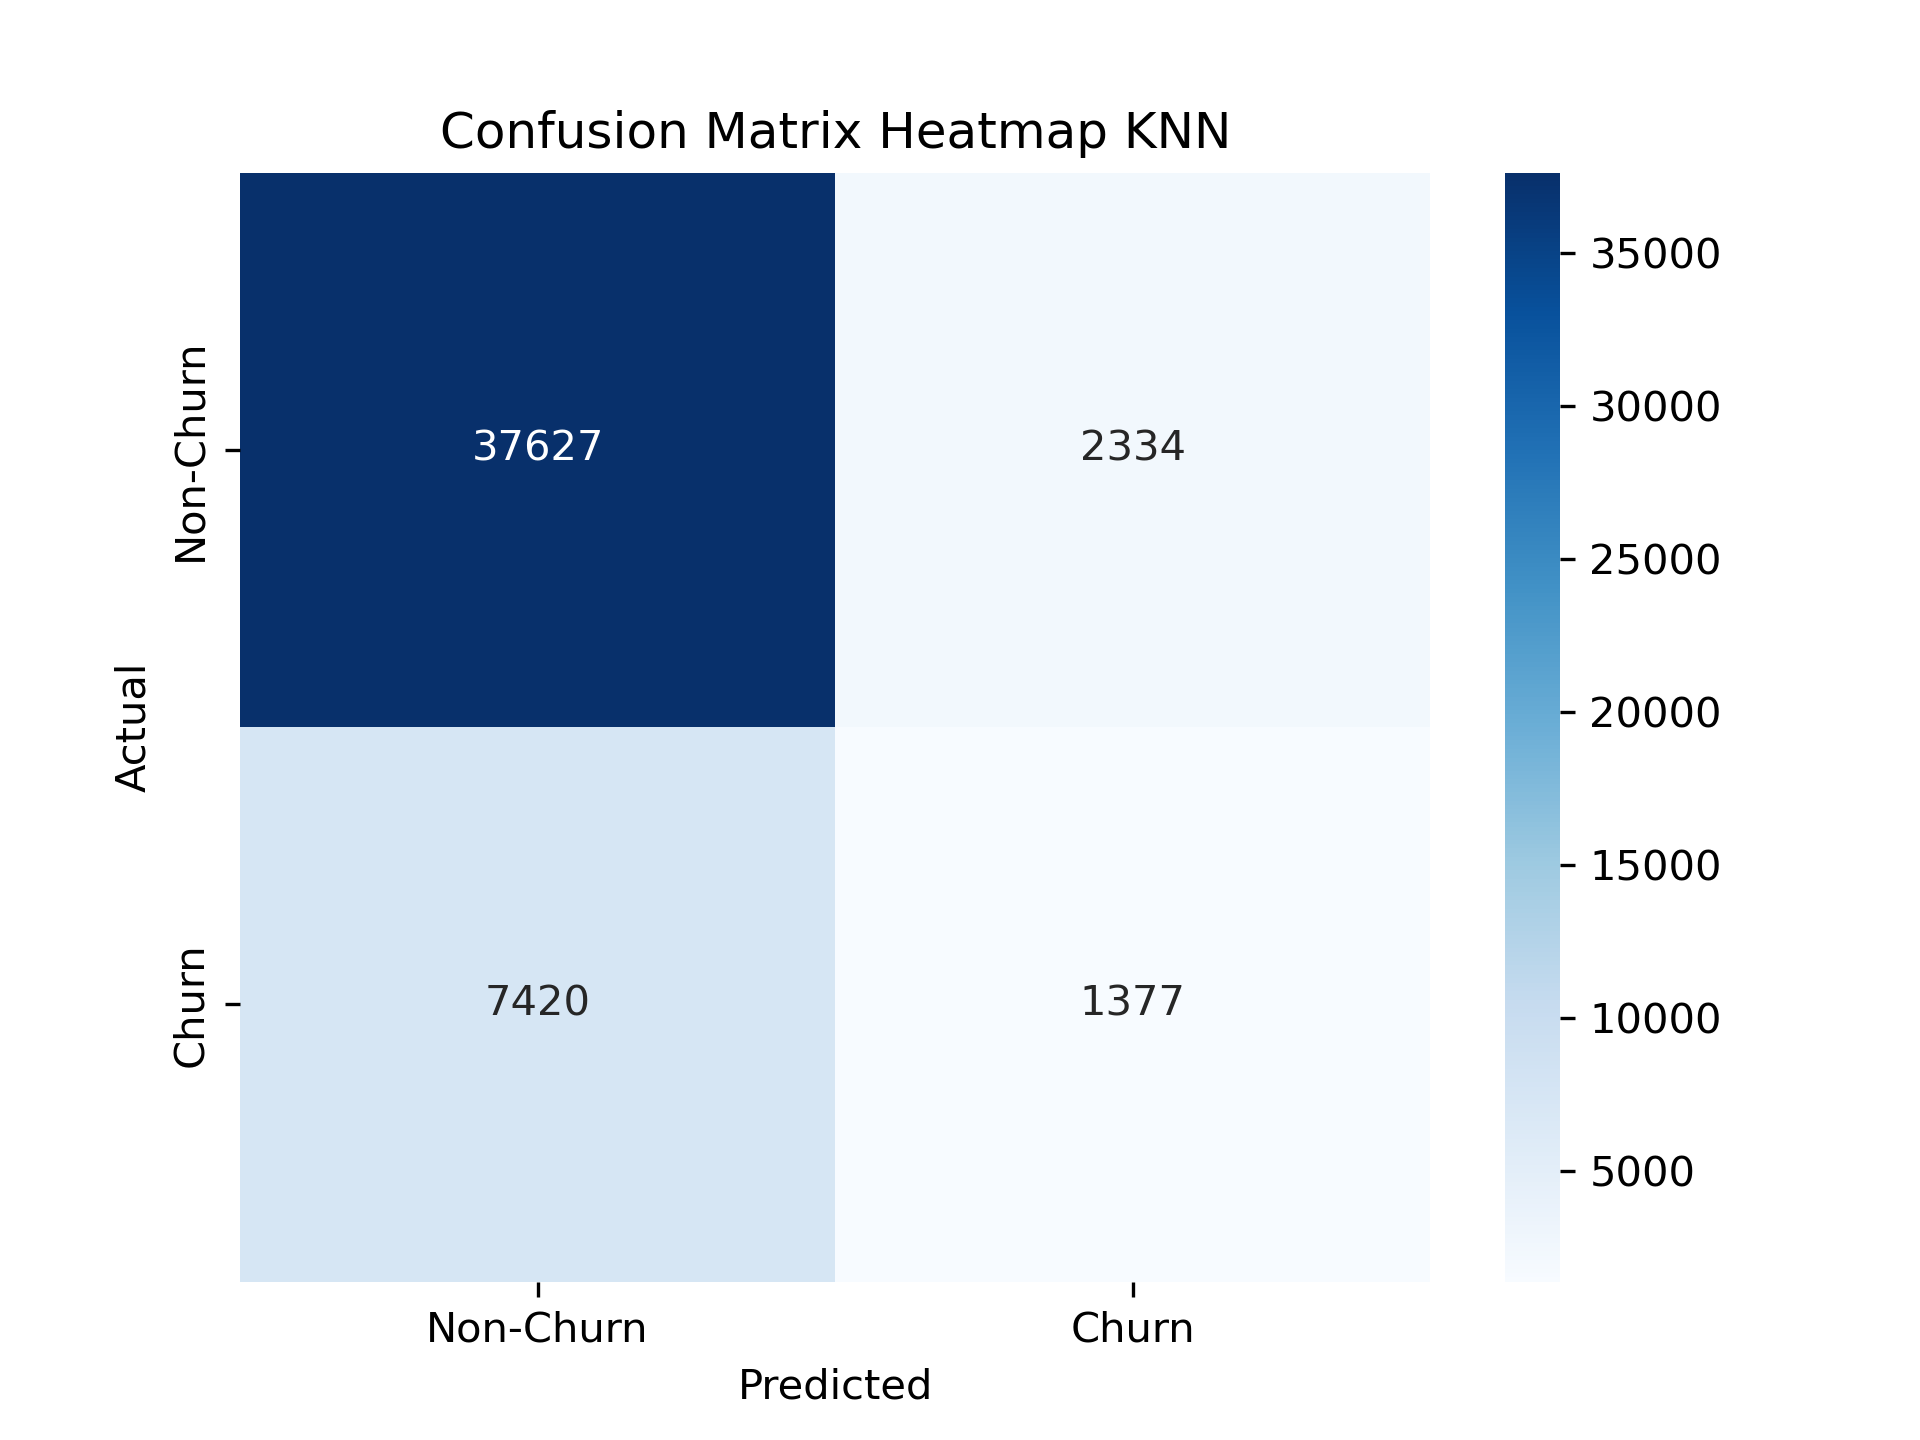 Confusion Matrix Heatmap KNN
Actual
Non-Churn
Churn
37627
2334
7420
1377
Non-Churn
Churn
Predicted
35000
30000
25000
20000
15000
10000
5000